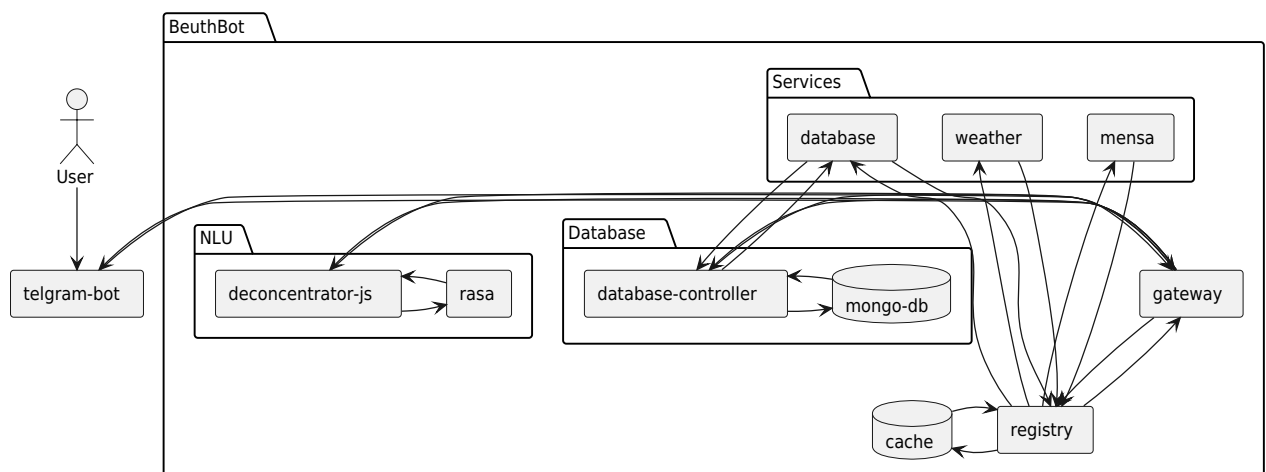 BeuthBot
Services
database
weather
mensa
User
NLU
Database
telgram-bot
deconcentrator-js
rasa
database-controller
mongo-db
gateway
cache
registry